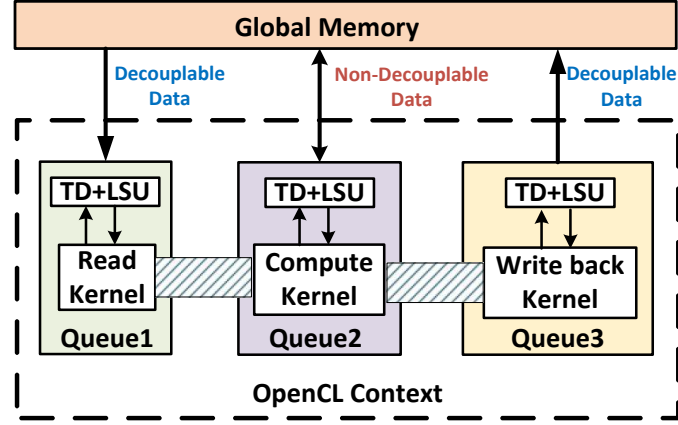 Global Memory
Decouplable
Data
Non-Decouplable
Data
Decouplable
Data
TD+LSU
Read
Kernel
Queue1
TD+LSU
Compute
Kernel
Queue2
TD+LSU
Write back
Kernel
Queue3
OpenCL Context